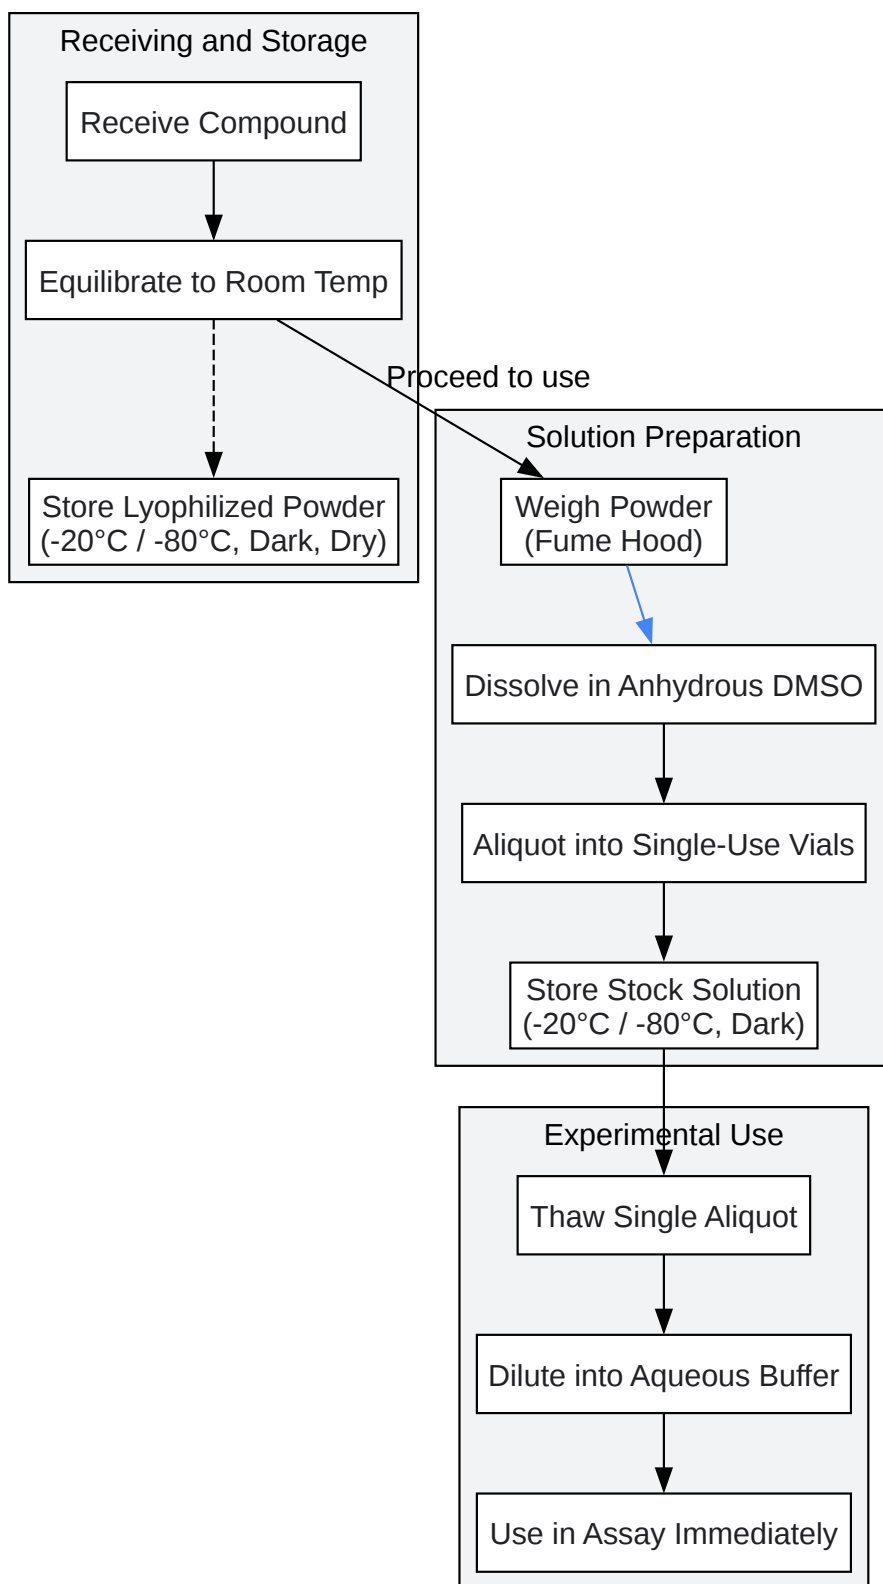 Receiving and Storage
Receive Compound
Equilibrate to Room Temp
Proceed to use
Store Lyophilized Powder
(-20°C / -80°C, Dark, Dry)
Solution Preparation
Weigh Powder
(Fume Hood)
Dissolve in Anhydrous DMSO
Aliquot into Single-Use Vials
Store Stock Solution
(-20°C / -80°C, Dark)
Experimental Use
Thaw Single Aliquot
Dilute into Aqueous Buffer
Use in Assay Immediately